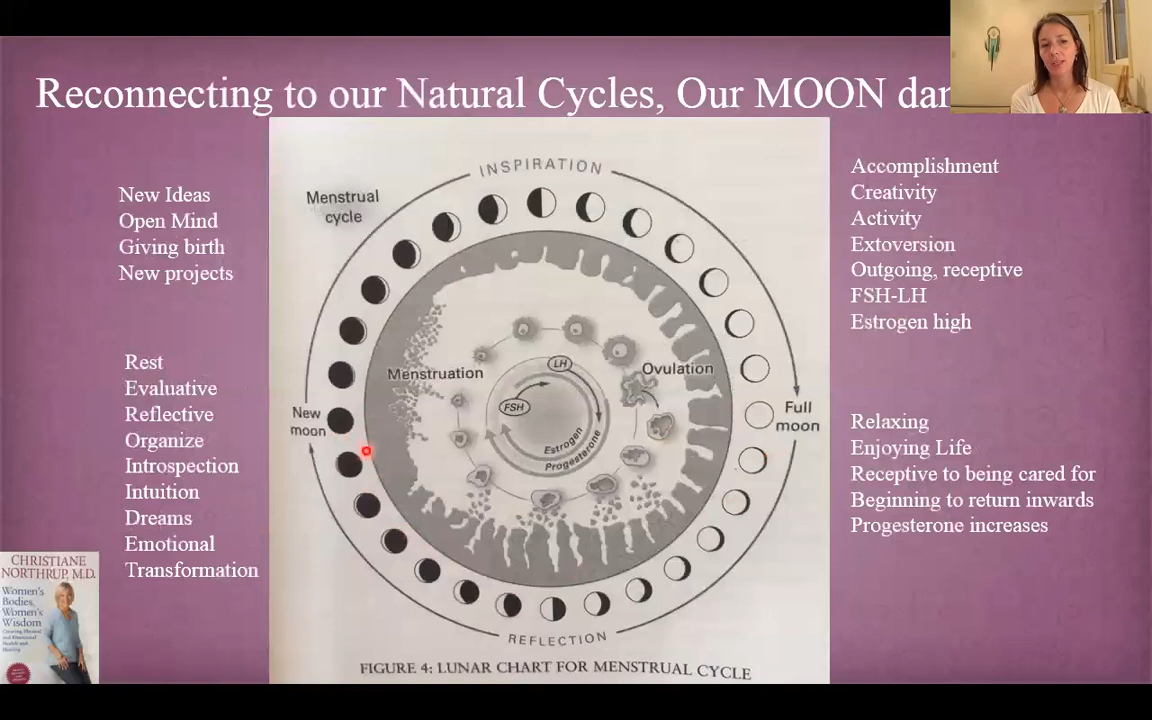 Reconnecting to our Natural Cycles, Our MOON dan
New Ideas
Open Mind
Giving birth
New projects
Rest
Evaluative
Reflective
Organize
Introspection
Intuition
Dreams
Emotional
Transformation
INSPIRATION
Menstrual
cycle
Menstruation
Ovulation
LH
FSH
Estrogen
Progesterone
New
moon
Full
moon
REFLECTION
FIGURE 4: LUNAR CHART FOR MENSTRUAL CYCLE
Accomplishment
Creativity
Activity
Extoversion
Outgoing, receptive
FSH-LH
Estrogen high
Relaxing
Enjoying Life
Receptive to being cared for
Beginning to return inwards
Progesterone increases
CHRISTIANE
NORTHRUP, M.D.
Women's
Bodies,
Women's
Wisdom